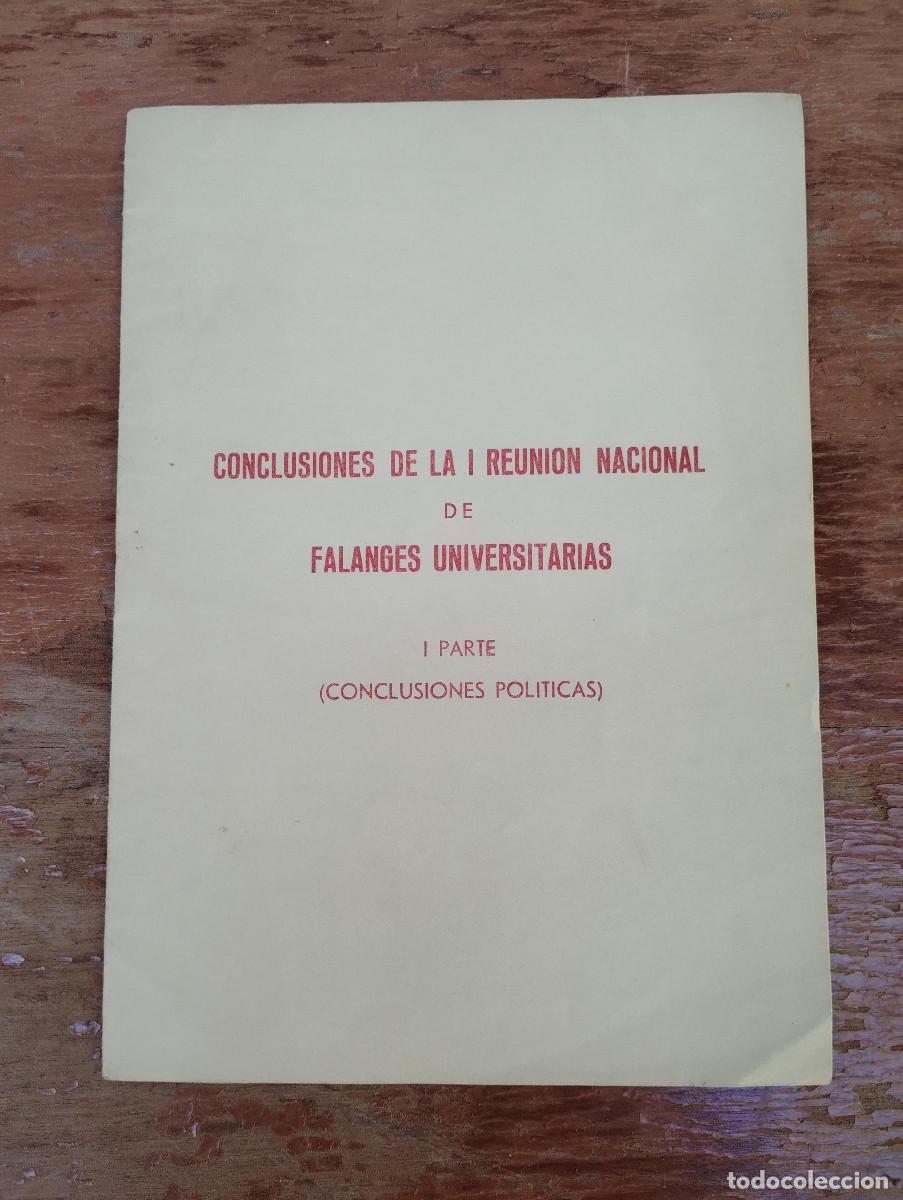 CONCLUSIONES DE LA I REUNION NACIONAL
DE
FALANGES UNIVERSITARIAS
I PARTE
(CONCLUSIONES POLITICAS)
todocoleccion